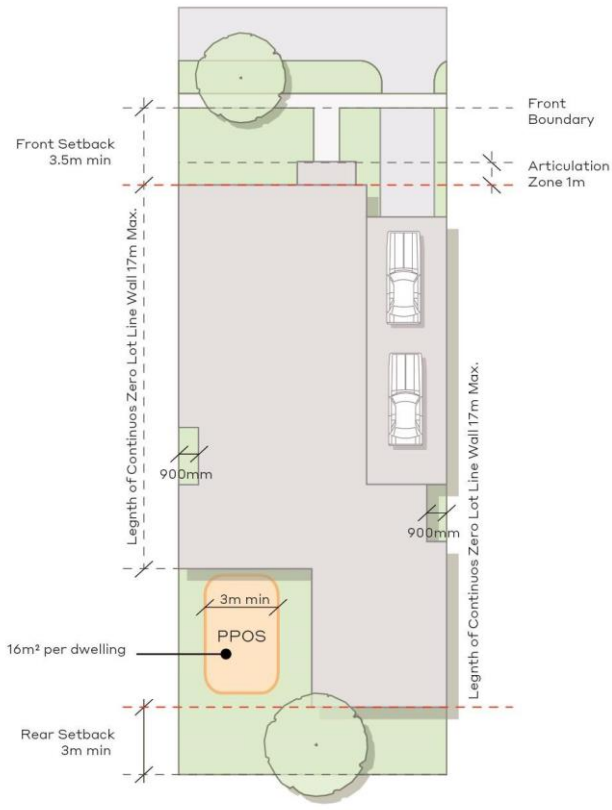 Front
Boundary
Front Setback
3.5m min
Articulation
Zone 1m
Legnth of Continuos Zero Lot Line Wall 17m Max.
Legnth of Continuos Zero Lot Line Wall 17m Max.
900mm
900mm
3m min
PPOS
16m² per dwelling
Rear Setback
3m min